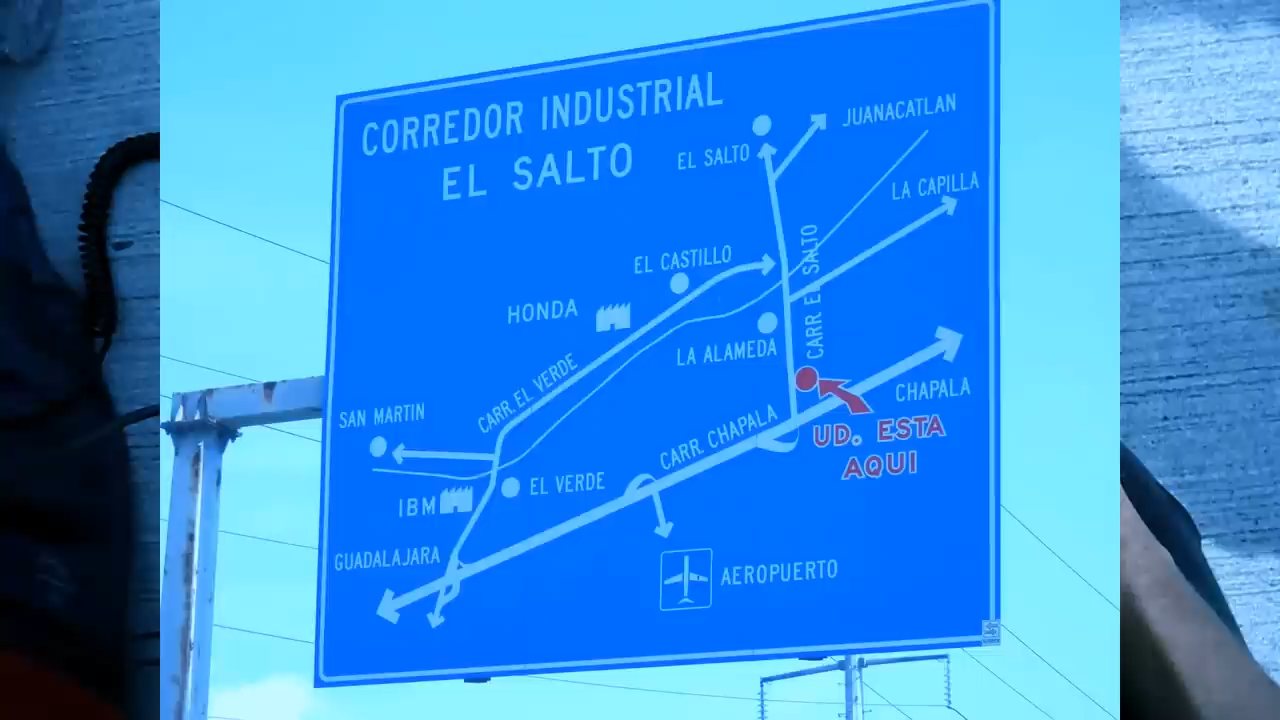 CORREDOR INDUSTRIAL
EL SALTO
JUANACATLAN
EL SALTO
LA CAPILLA
CARR EL SALTO
EL CASTILLO
HONDA
LA ALAMEDA
CARR. EL VERDE
CHAPALA
SAN MARTIN
CARR. CHAPALA
UD. ESTA
AQUI
EL VERDE
IBM
GUADALAJARA
AEROPUERTO